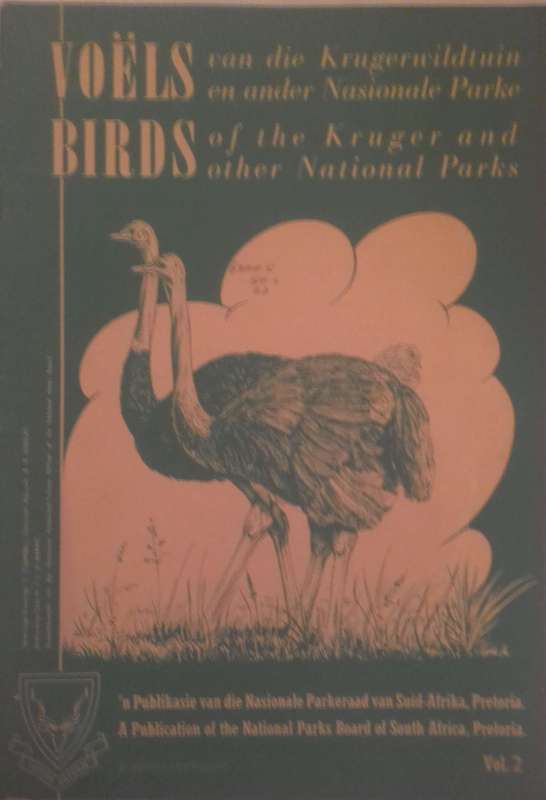 VOËLS van die Krugerwildtuin
en ander Nasionale Parke
BIRDS of the Kruger and
other National Parks
'n Publikasie van die Nasionale Parkeraad van Suid-Afrika, Pretoria.
A Publication of the National Parks Board of South Africa, Pretoria.
Vol. 2